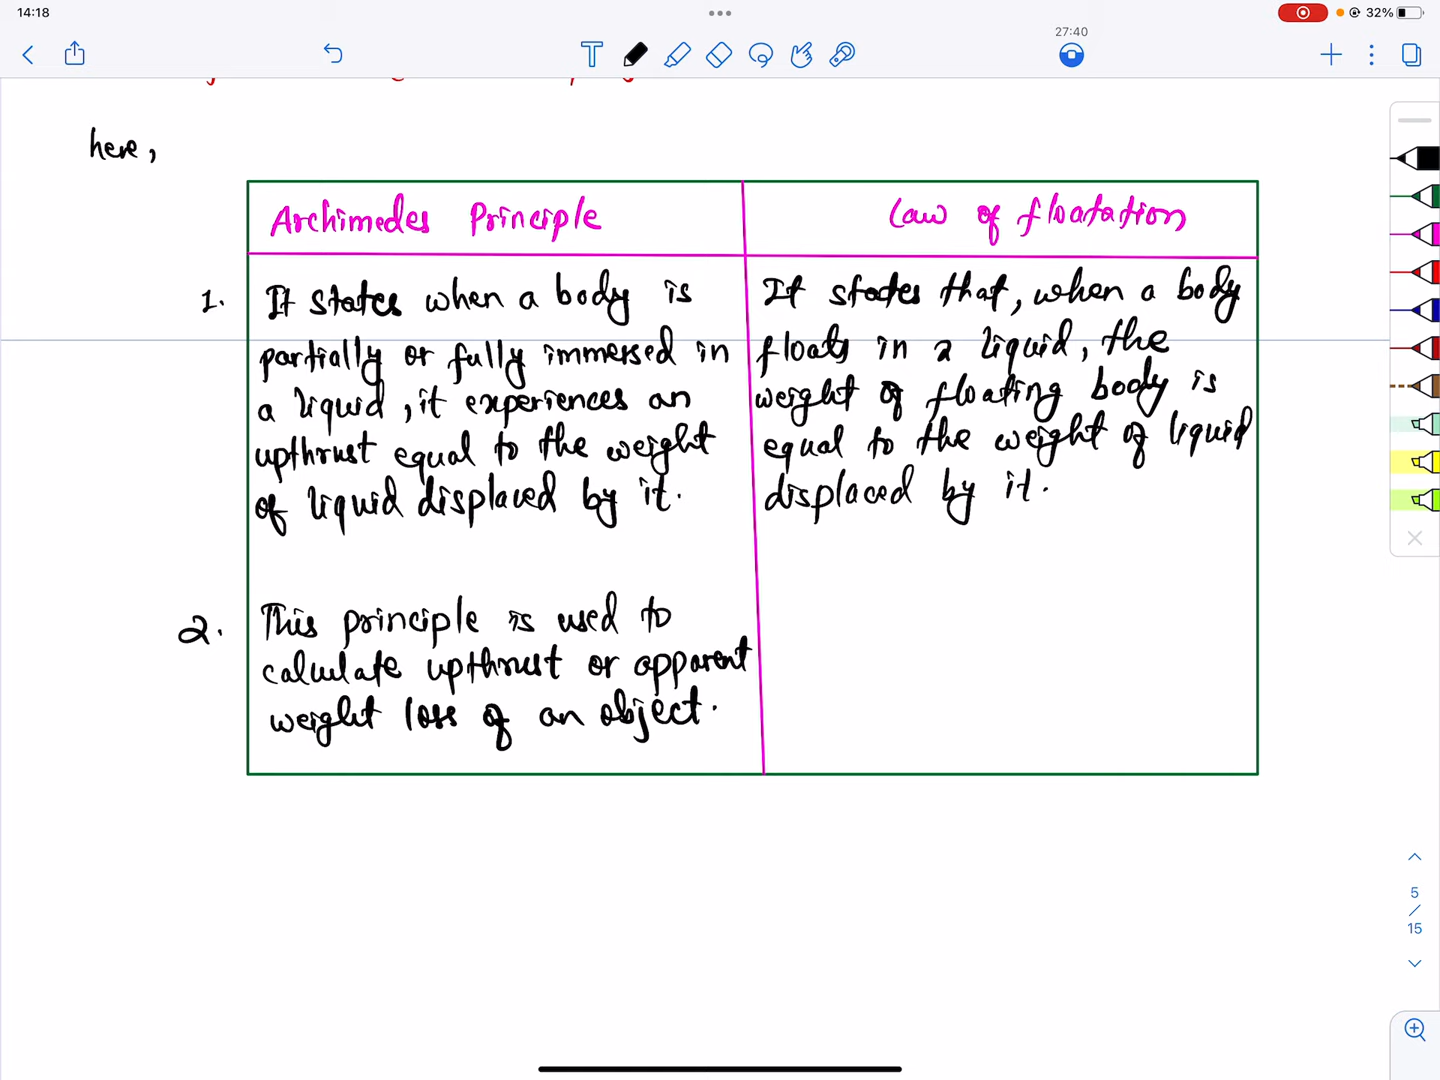 14:18
32%
27:40
here,
Archimedes Principle
Law of floatation
1.
It states when a body is
partially or fully immersed in
a liquid, it experiences an
upthrust equal to the weight
of liquid displaced by it.
It states that, when a body
floats in a liquid, the
weight of floating body is
equal to the weight of liquid
displaced by it.
2.
This principle is used to
calculate upthrust or apparent
weight loss of an object.
5
/
15